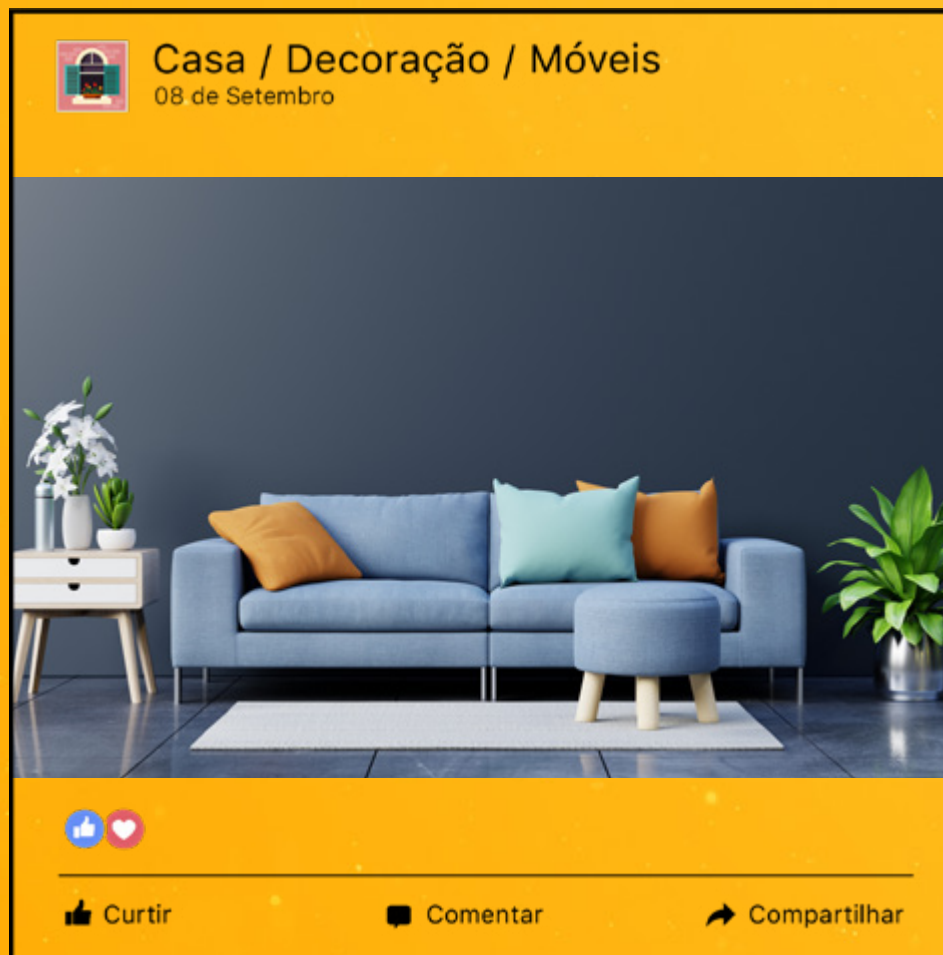 Casa / Decoração / Móveis
08 de Setembro
Curtir
Comentar
Compartilhar